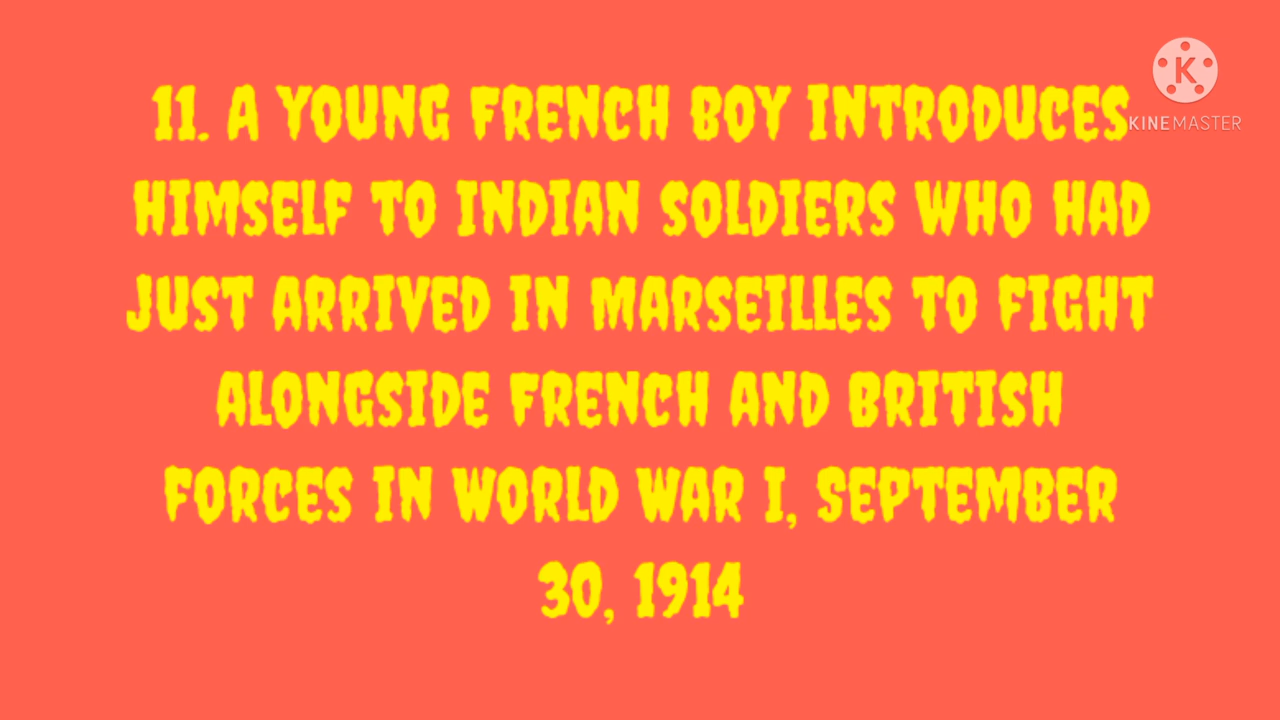 11. A YOUNG FRENCH BOY INTRODUCES
HIMSELF TO INDIAN SOLDIERS WHO HAD
JUST ARRIVED IN MARSEILLES TO FIGHT
ALONGSIDE FRENCH AND BRITISH
FORCES IN WORLD WAR I, SEPTEMBER
30, 1914
K
KINEMASTER